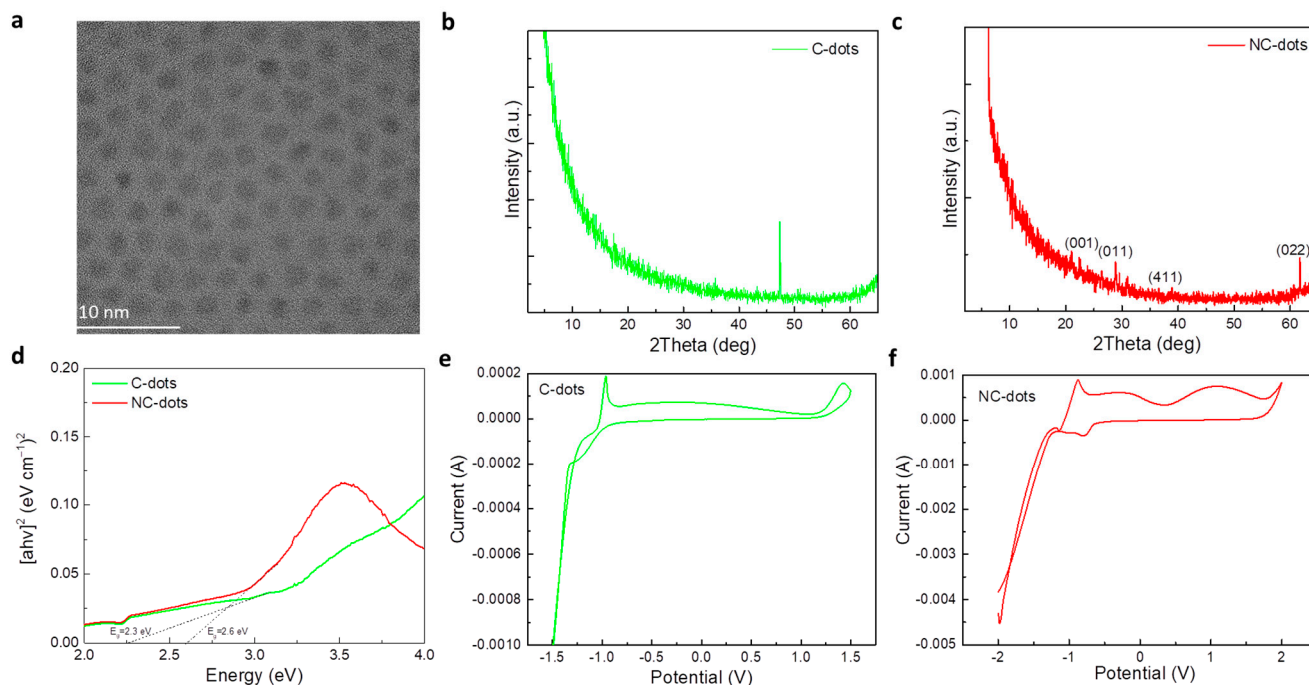 a
10 nm
b
C-dots
Intensity (a.u.)
10 20 30 40 50 60
2Theta (deg)
c
NC-dots
(001)
(011)
(411)
(022)
Intensity (a.u.)
10 20 30 40 50 60
2Theta (deg)
d
C-dots
NC-dots
[ahv]² (eV cm⁻¹)²
0.20
0.15
0.10
0.05
0.00
E_g=2.3 eV
E_g=2.6 eV
2.0 2.5 3.0 3.5 4.0
Energy (eV)
e
C-dots
Current (A)
0.0002
0.0000
-0.0002
-0.0004
-0.0006
-0.0008
-0.0010
-1.5 -1.0 -0.5 0.0 0.5 1.0 1.5
Potential (V)
f
NC-dots
Current (A)
0.001
0.000
-0.001
-0.002
-0.003
-0.004
-0.005
-2 -1 0 1 2
Potential (V)